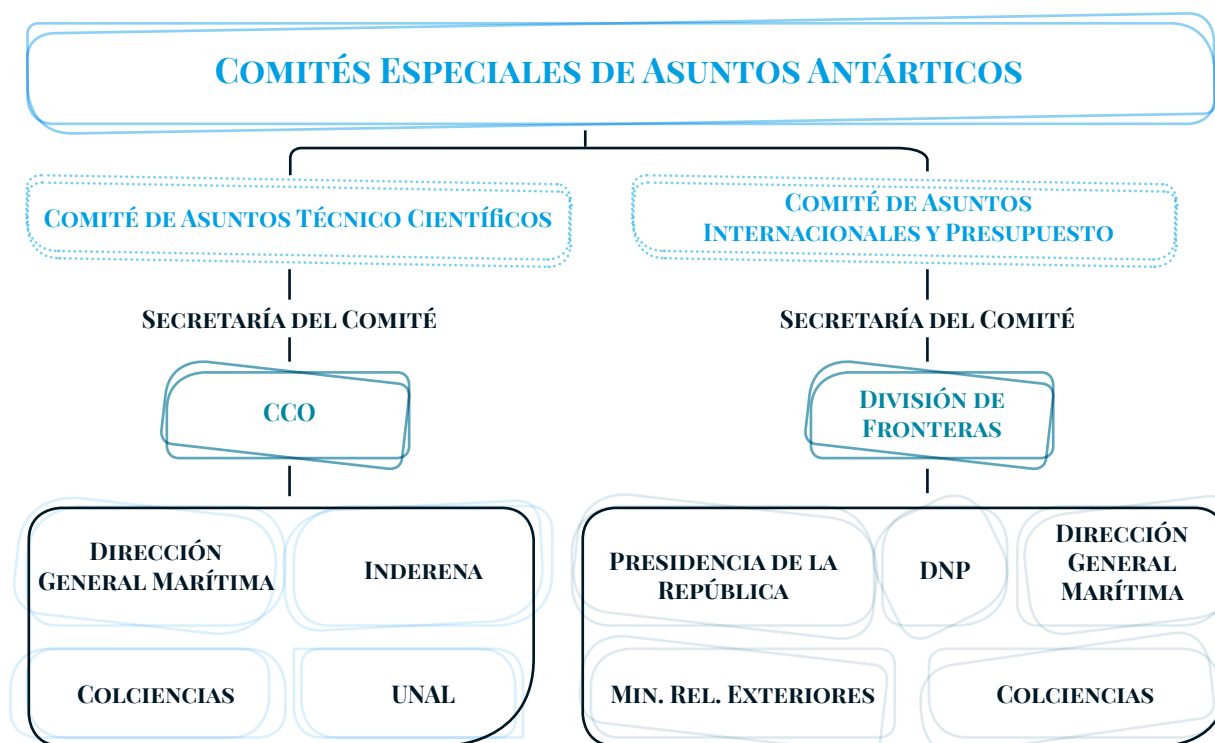 Comités Especiales de Asuntos Antárticos
Comité de Asuntos Técnico Científicos
Secretaría del Comité
CCO
Dirección
General Marítima
Inderena
Colciencias
UNAL
Comité de Asuntos
Internacionales y Presupuesto
Secretaría del Comité
División de
Fronteras
Presidencia de la
República
DNP
Dirección
General
Marítima
Min. Rel. Exteriores
Colciencias